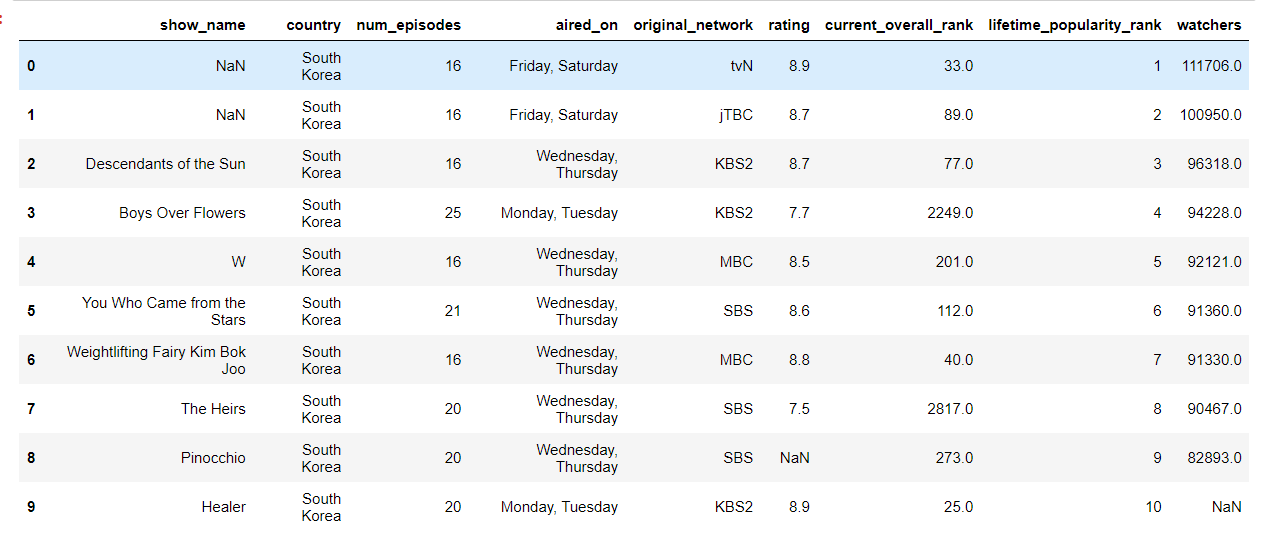 show_name country num_episodes aired_on original_network rating current_overall_rank lifetime_popularity_rank watchers
0 NaN South Korea 16 Friday, Saturday tvN 8.9 33.0 1 111706.0
1 NaN South Korea 16 Friday, Saturday jTBC 8.7 89.0 2 100950.0
2 Descendants of the Sun South Korea 16 Wednesday, Thursday KBS2 8.7 77.0 3 96318.0
3 Boys Over Flowers South Korea 25 Monday, Tuesday KBS2 7.7 2249.0 4 94228.0
4 W South Korea 16 Wednesday, Thursday MBC 8.5 201.0 5 92121.0
5 You Who Came from the Stars South Korea 21 Wednesday, Thursday SBS 8.6 112.0 6 91360.0
6 Weightlifting Fairy Kim Bok Joo South Korea 16 Wednesday, Thursday MBC 8.8 40.0 7 91330.0
7 The Heirs South Korea 20 Wednesday, Thursday SBS 7.5 2817.0 8 90467.0
8 Pinocchio South Korea 20 Wednesday, Thursday SBS NaN 273.0 9 82893.0
9 Healer South Korea 20 Monday, Tuesday KBS2 8.9 25.0 10 NaN